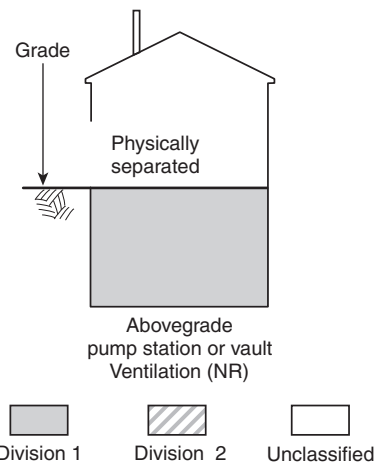 Grade
Physically
separated
Abovegrade
pump station or vault
Ventilation (NR)
Division 1
Division 2
Unclassified